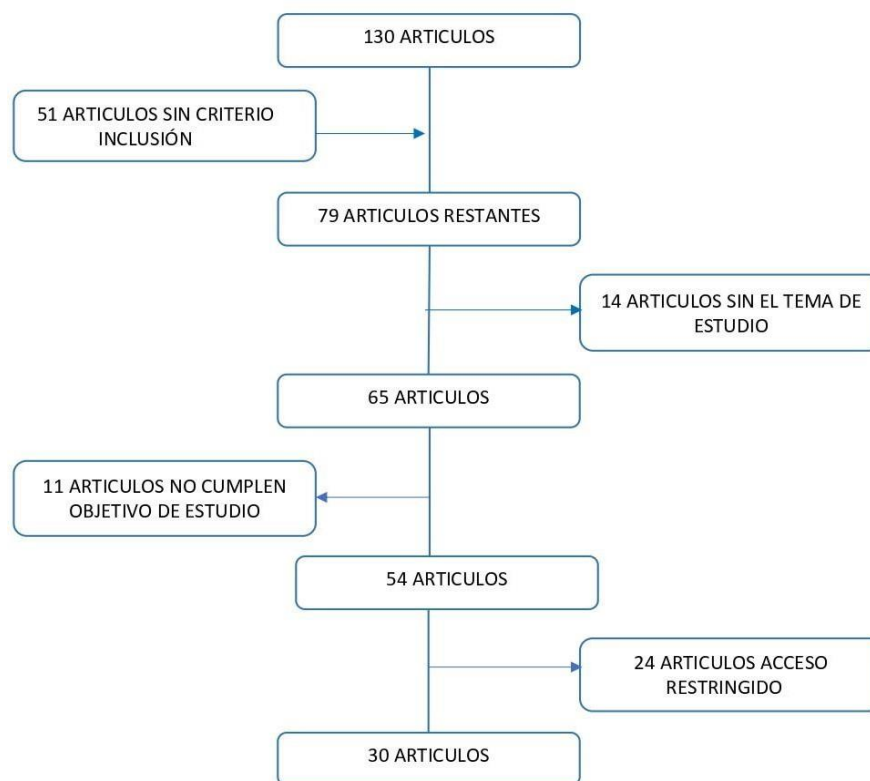 130 ARTICULOS
51 ARTICULOS SIN CRITERIO
INCLUSIÓN
79 ARTICULOS RESTANTES
14 ARTICULOS SIN EL TEMA DE
ESTUDIO
65 ARTICULOS
11 ARTICULOS NO CUMPLEN
OBJETIVO DE ESTUDIO
54 ARTICULOS
24 ARTICULOS ACCESO
RESTRINGIDO
30 ARTICULOS